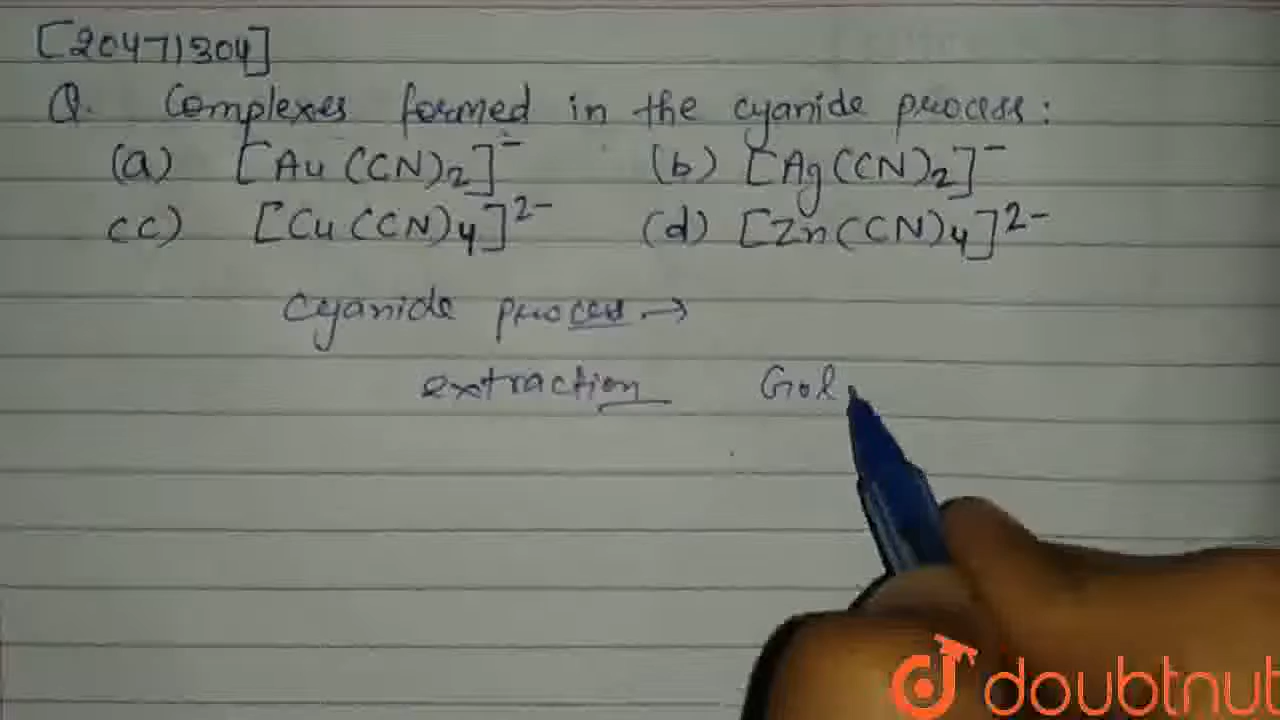 [20471304]
Q. Complexes formed in the cyanide process:
(a) [Au(CN)2]⁻ (b) [Ag(CN)2]⁻
(c) [Cu(CN)4]²⁻ (d) [Zn(CN)4]²⁻
Cyanide process →
extraction Gol
doubtnut